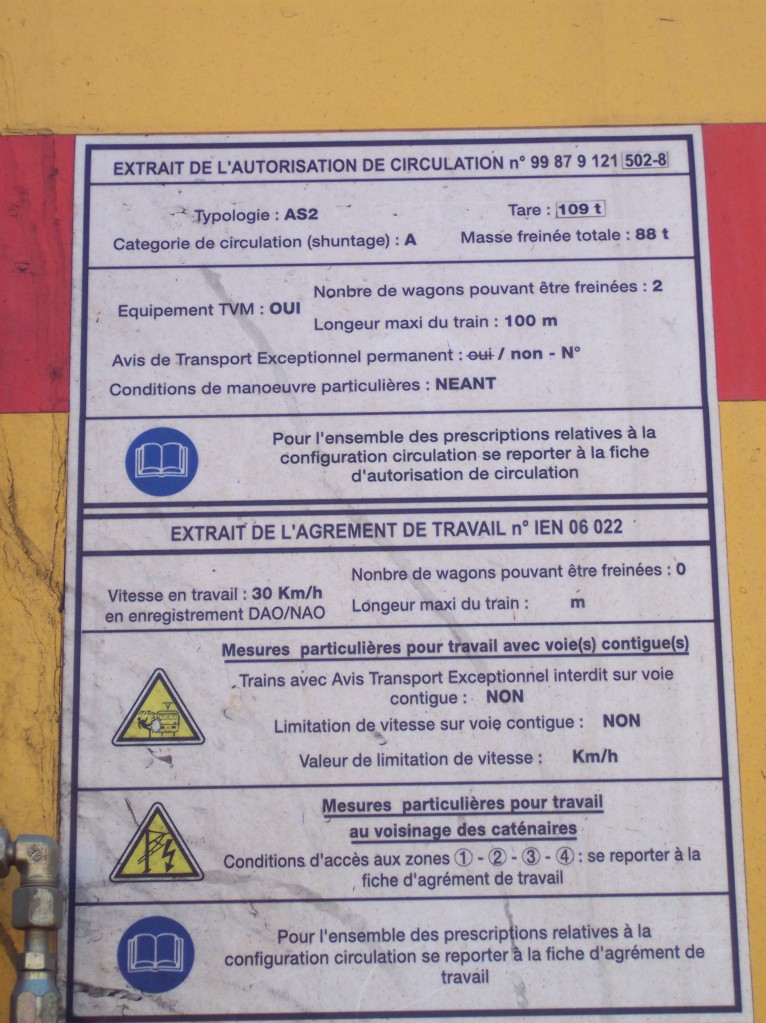 EXTRAIT DE L'AUTORISATION DE CIRCULATION n° 99 87 9 121 502-8
Typologie : AS2
Tare : 109 t
Categorie de circulation (shuntage) : A
Masse freinée totale : 88 t
Equipement TVM : OUI
Nonbre de wagons pouvant être freinées : 2
Longeur maxi du train : 100 m
Avis de Transport Exceptionnel permanent : oui / non - N°
Conditions de manoeuvre particulières : NEANT
Pour l'ensemble des prescriptions relatives à la
configuration circulation se reporter à la fiche
d'autorisation de circulation
EXTRAIT DE L'AGREMENT DE TRAVAIL n° IEN 06 022
Vitesse en travail : 30 Km/h
en enregistrement DAO/NAO
Nonbre de wagons pouvant être freinées : 0
Longeur maxi du train : m
Mesures particulières pour travail avec voie(s) contigue(s)
Trains avec Avis Transport Exceptionnel interdit sur voie
contigue : NON
Limitation de vitesse sur voie contigue : NON
Valeur de limitation de vitesse : Km/h
Mesures particulières pour travail
au voisinage des caténaires
Conditions d'accès aux zones ① - ② - ③ - ④ : se reporter à la
fiche d'agrément de travail
Pour l'ensemble des prescriptions relatives à la
configuration circulation se reporter à la fiche d'agrément de
travail